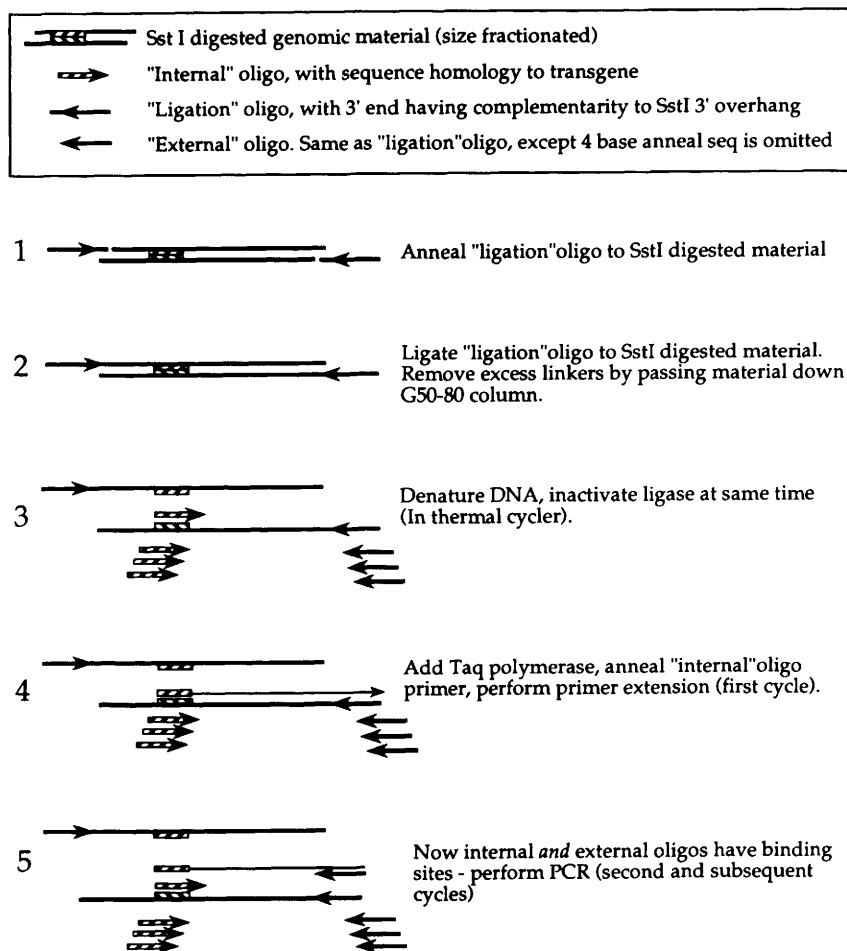 Sst I digested genomic material (size fractionated)
"Internal" oligo, with sequence homology to transgene
"Ligation" oligo, with 3' end having complementarity to SstI 3' overhang
"External" oligo. Same as "ligation"oligo, except 4 base anneal seq is omitted
1
Anneal "ligation"oligo to SstI digested material
2
Ligate "ligation"oligo to SstI digested material.
Remove excess linkers by passing material down
G50-80 column.
3
Denature DNA, inactivate ligase at same time
(In thermal cycler).
4
Add Taq polymerase, anneal "internal"oligo
primer, perform primer extension (first cycle).
5
Now internal and external oligos have binding
sites - perform PCR (second and subsequent
cycles)